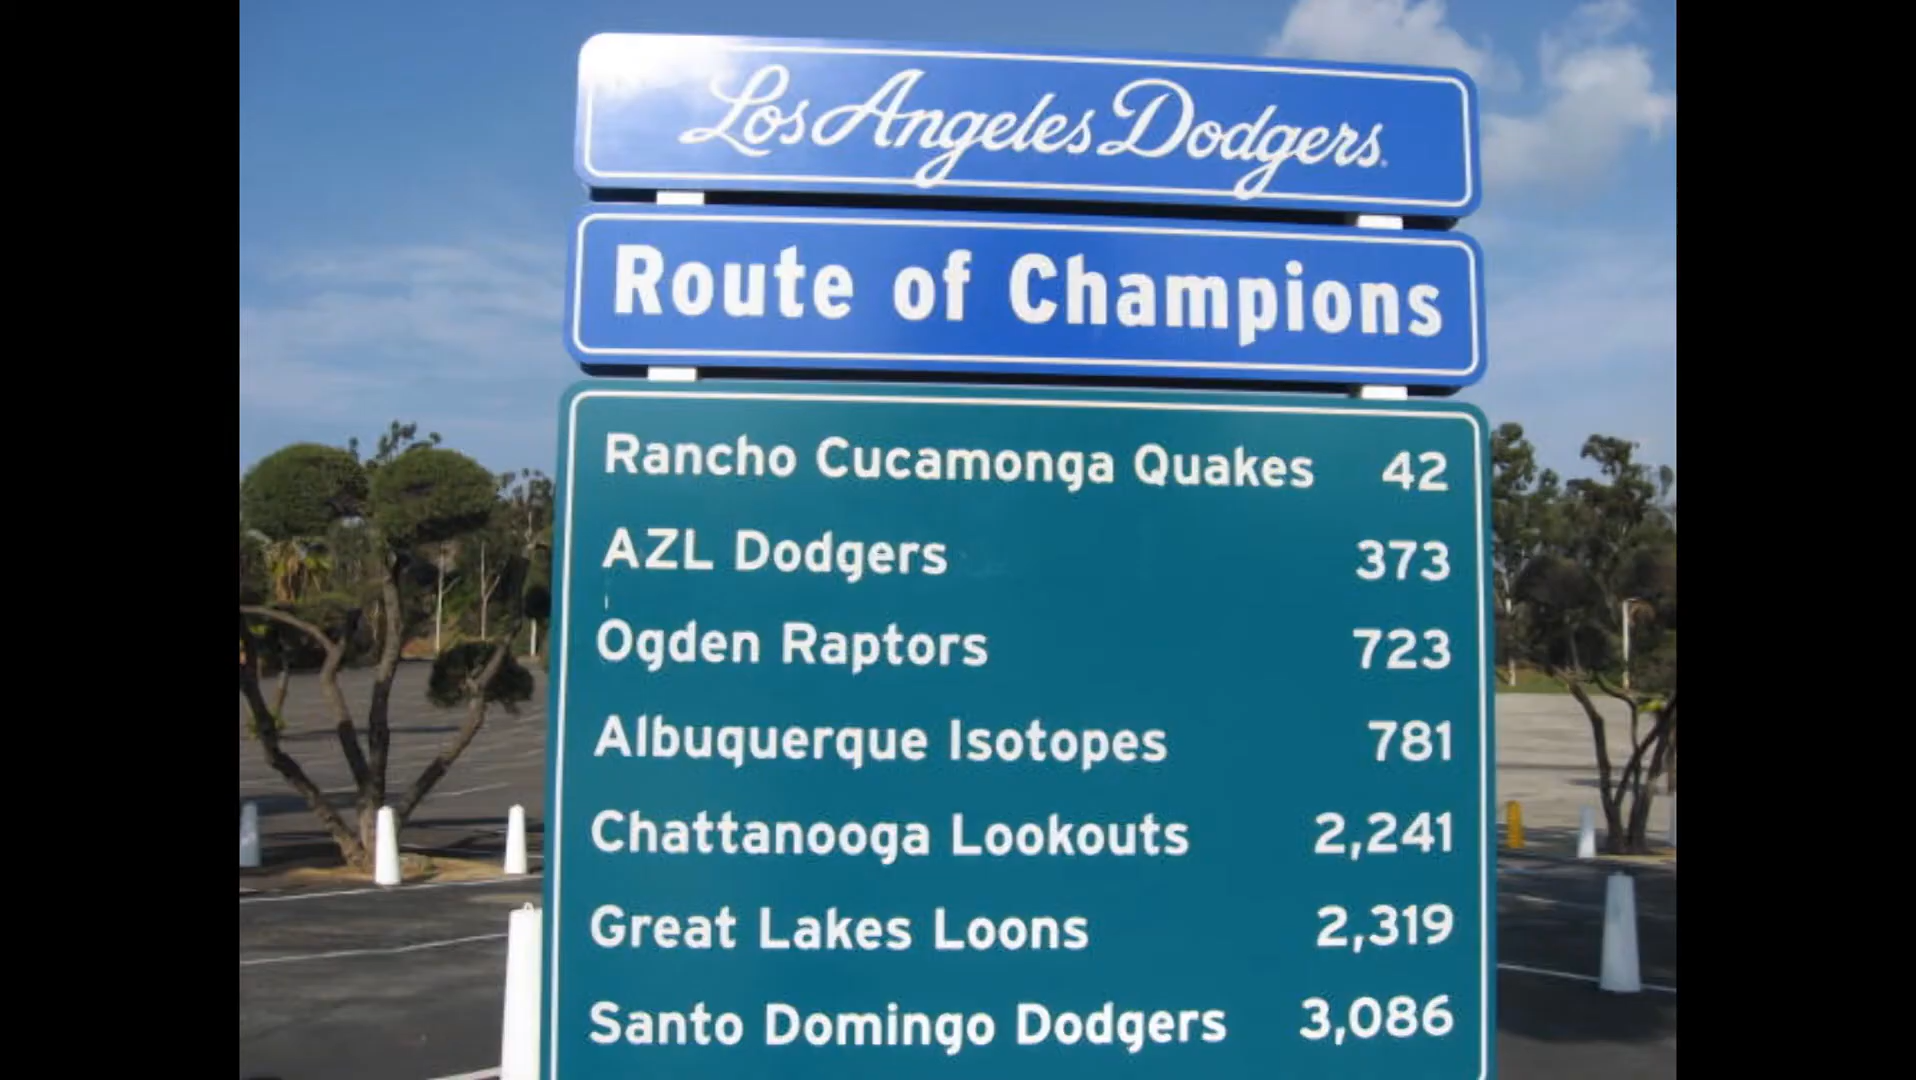 Los Angeles Dodgers
Route of Champions
Rancho Cucamonga Quakes 42
AZL Dodgers 373
Ogden Raptors 723
Albuquerque Isotopes 781
Chattanooga Lookouts 2,241
Great Lakes Loons 2,319
Santo Domingo Dodgers 3,086